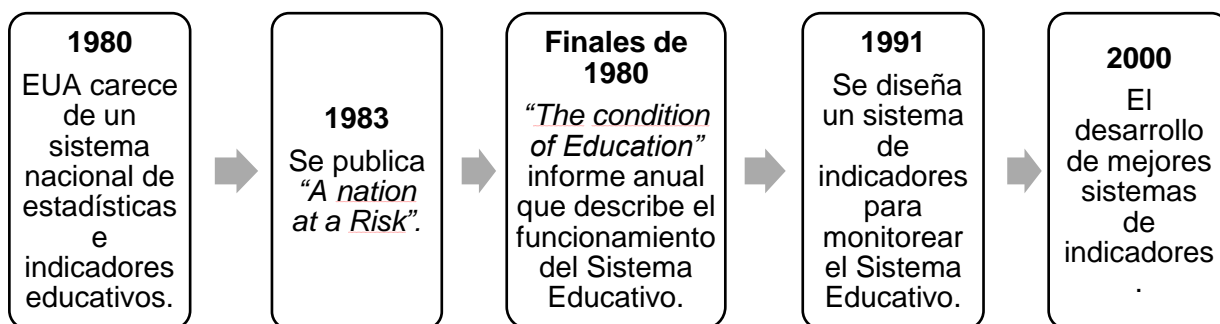 1980
EUA carece
de un
sistema
nacional de
estadísticas
e
indicadores
educativos.
1983
Se publica
“A nation
at a Risk”.
Finales de
1980
“The condition
of Education”
informe anual
que describe el
funcionamiento
del Sistema
Educativo.
1991
Se diseña
un sistema
de
indicadores
para
monitorear
el Sistema
Educativo.
2000
El
desarrollo
de mejores
sistemas
de
indicadores
.